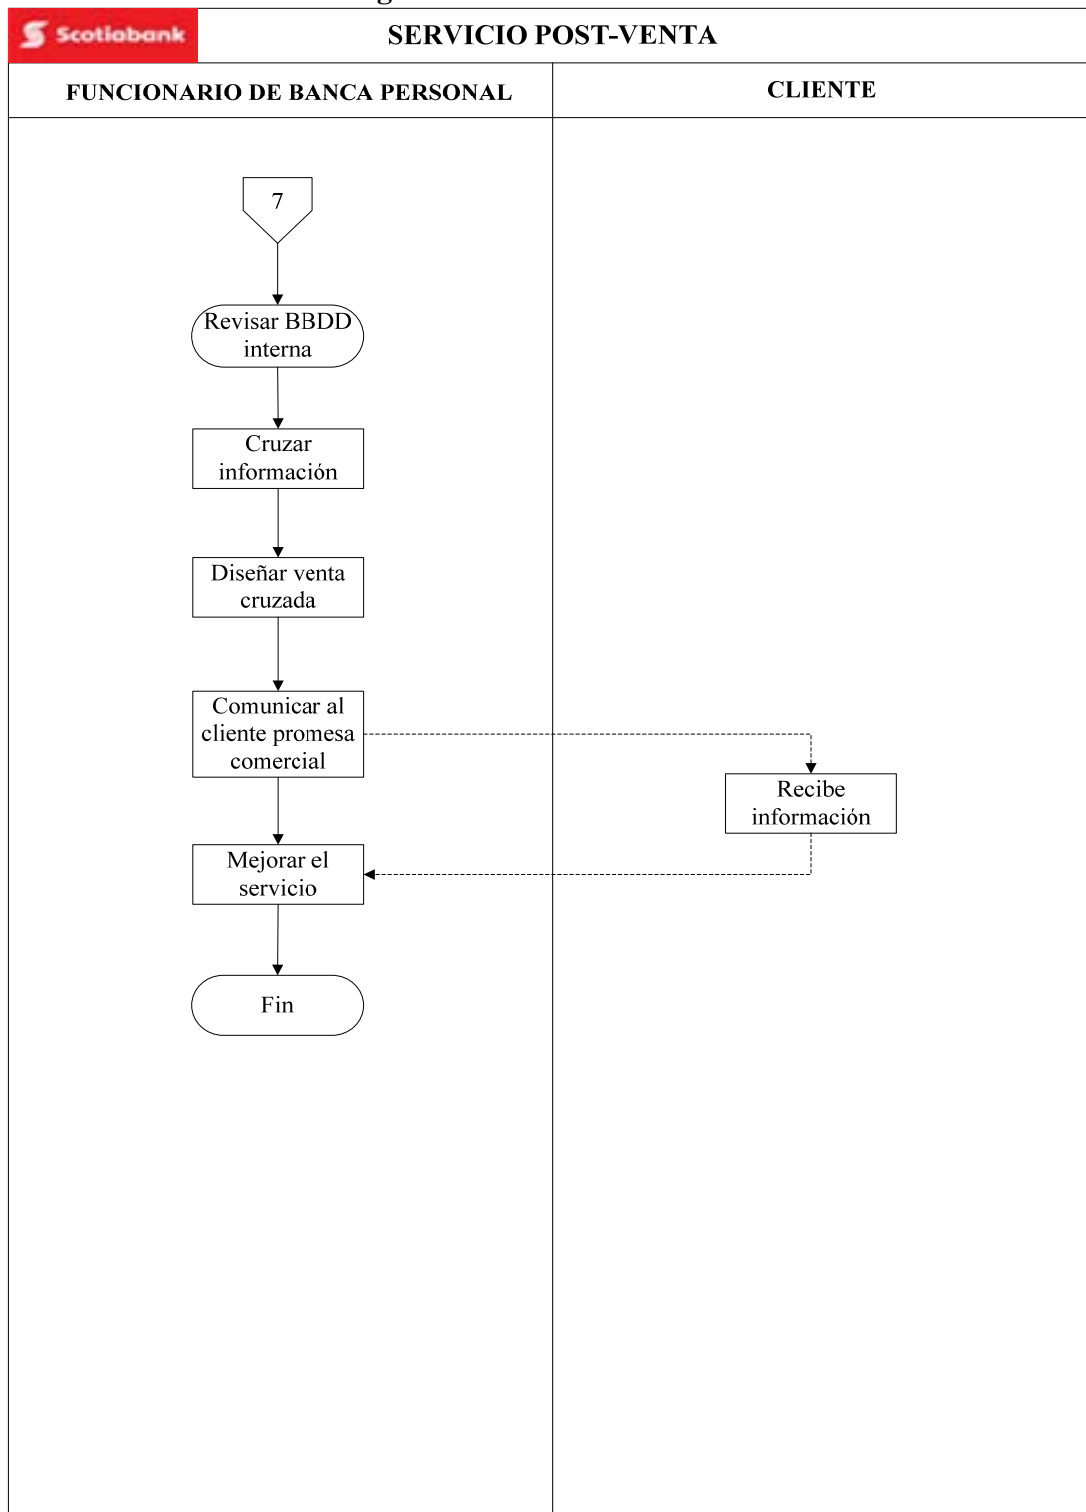 Scotiabank
SERVICIO POST-VENTA
FUNCIONARIO DE BANCA PERSONAL
CLIENTE
7
Revisar BBDD
interna
Cruzar
información
Diseñar venta
cruzada
Comunicar al
cliente promesa
comercial
Recibe
información
Mejorar el
servicio
Fin